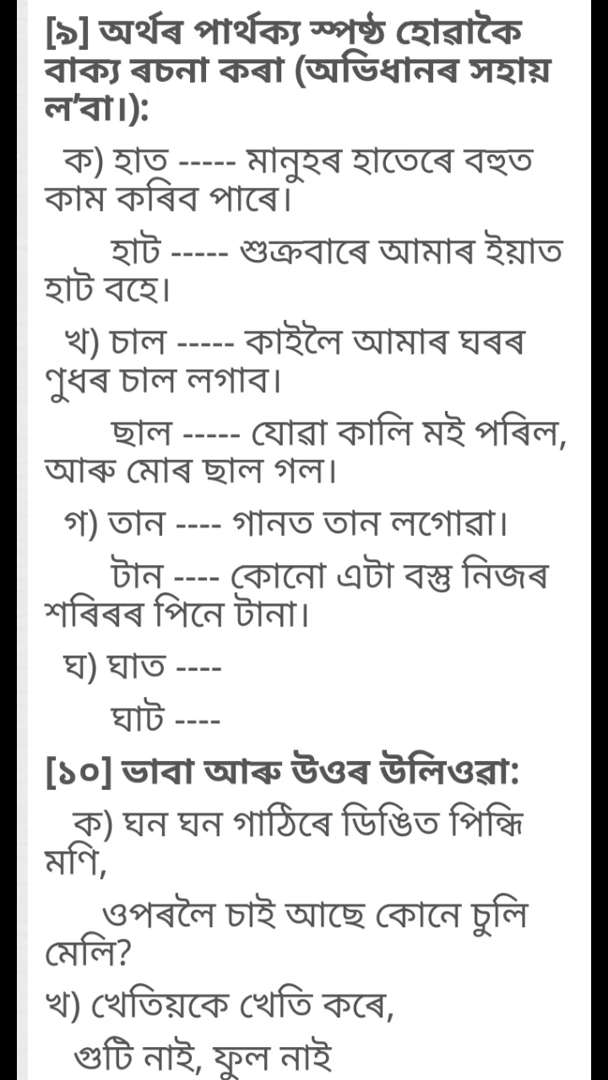 [৯] অৰ্থৰ পাৰ্থক্য স্পষ্ট হোৱাকৈ
বাক্য ৰচনা কৰা (অভিধানৰ সহায়
ল'বা।):
ক) হাত ----- মানুহৰ হাতেৰে বহুত
কাম কৰিব পাৰে।
হাট ----- শুক্ৰবাৰে আমাৰ ইয়াত
হাট বহে।
খ) চাল ----- কাইলৈ আমাৰ ঘৰৰ
ণুধৰ চাল লগাব।
ছাল ----- যোৱা কালি মই পৰিল,
আৰু মোৰ ছাল গল।
গ) তান ---- গানত তান লগোৱা।
টান ---- কোনো এটা বস্তু নিজৰ
শৰিৰৰ পিনে টানা।
ঘ) ঘাত ----
ঘাট ----
[১০] ভাবা আৰু উওৰ উলিওৱা:
ক) ঘন ঘন গাঠিৰে ডিঙিত পিন্ধি
মণি,
ওপৰলৈ চাই আছে কোনে চুলি
মেলি?
খ) খেতিয়কে খেতি কৰে,
গুটি নাই, ফুল নাই